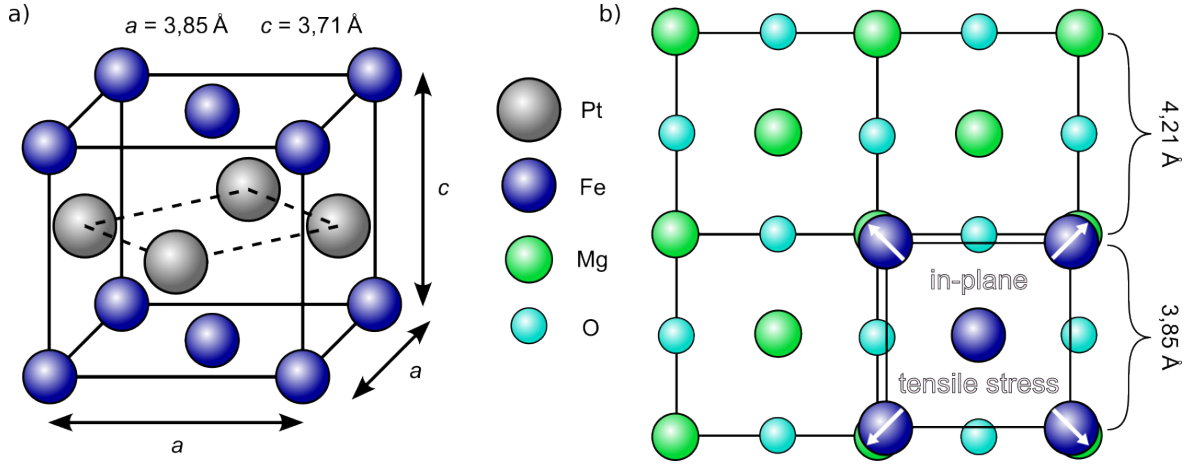 a)
a = 3,85 Å c = 3,71 Å
c
a
a
Pt
Fe
Mg
O
b)
4,21 Å
3,85 Å
in-plane
tensile stress